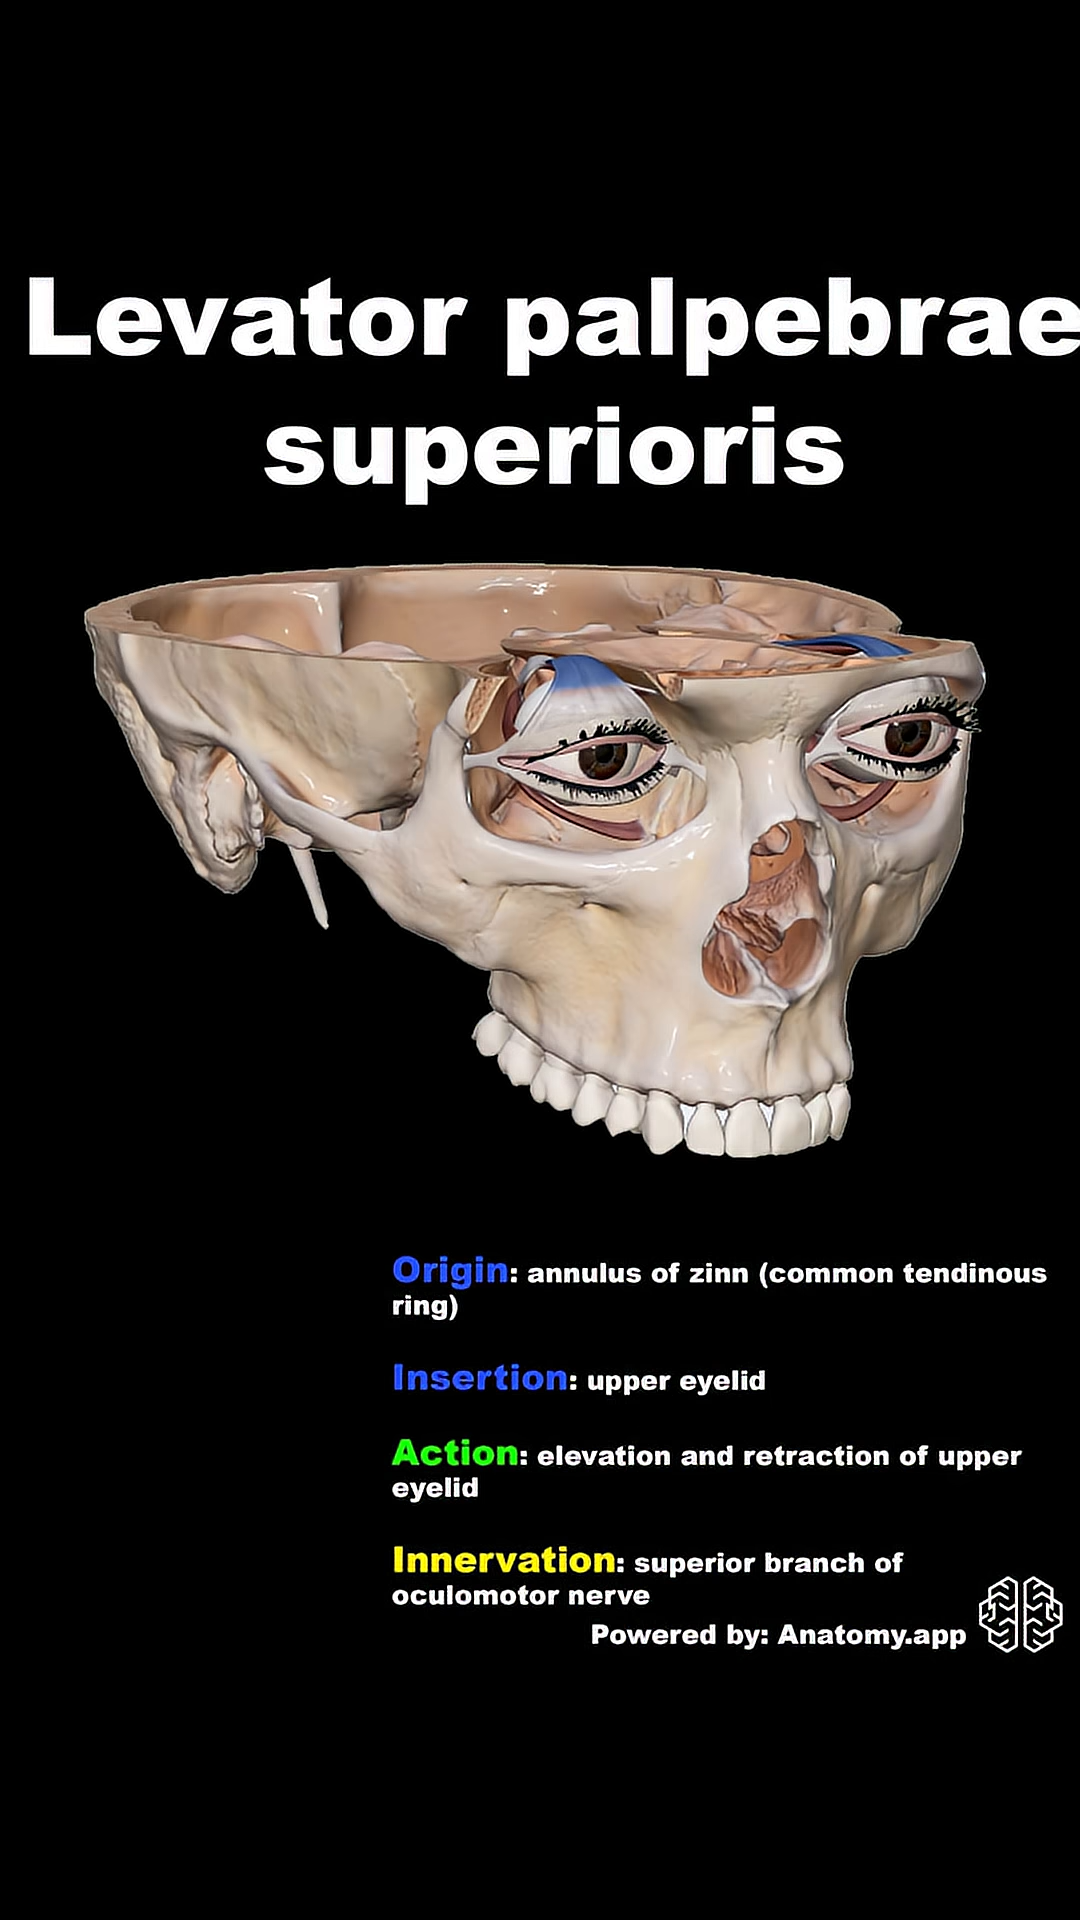 Levator palpebrae
superioris
Origin: annulus of zinn (common tendinous
ring)
Insertion: upper eyelid
Action: elevation and retraction of upper
eyelid
Innervation: superior branch of
oculomotor nerve
Powered by: Anatomy.app